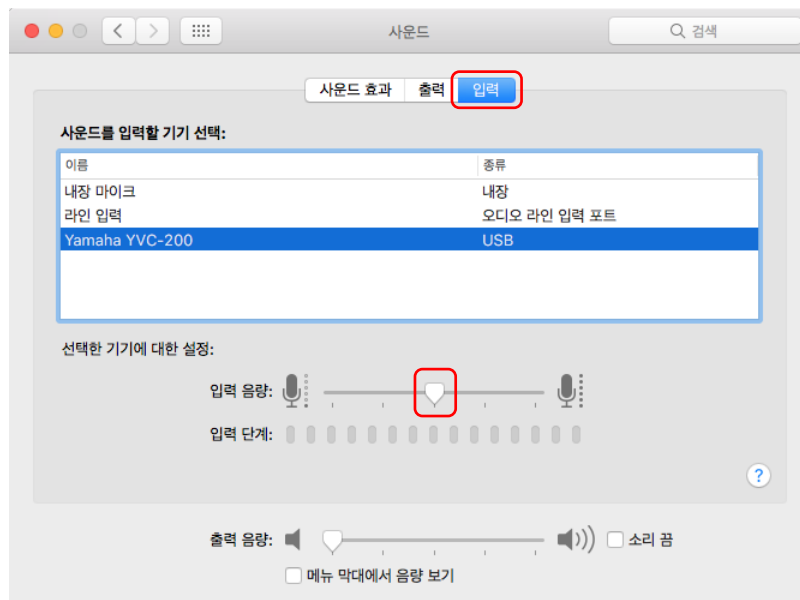 사운드
검색
사운드 효과 출력 입력
사운드를 입력할 기기 선택:
이름 종류
내장 마이크 내장
라인 입력 오디오 라인 입력 포트
Yamaha YVC-200 USB
선택한 기기에 대한 설정:
입력 음량:
입력 단계:
?
출력 음량: 소리 끔
메뉴 막대에서 음량 보기